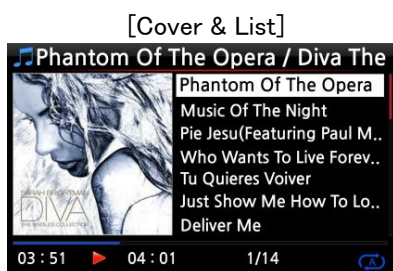 [Cover & List]
Phantom Of The Opera / Diva The
Phantom Of The Opera
Music Of The Night
Pie Jesu(Featuring Paul M..
Who Wants To Live Forev..
Tu Quieres Voiver
Just Show Me How To Lo..
Deliver Me
SARAH BRIGHTMAN
DIVA
THE SINGLES COLLECTION
03 : 51 04 : 01 1/14 A